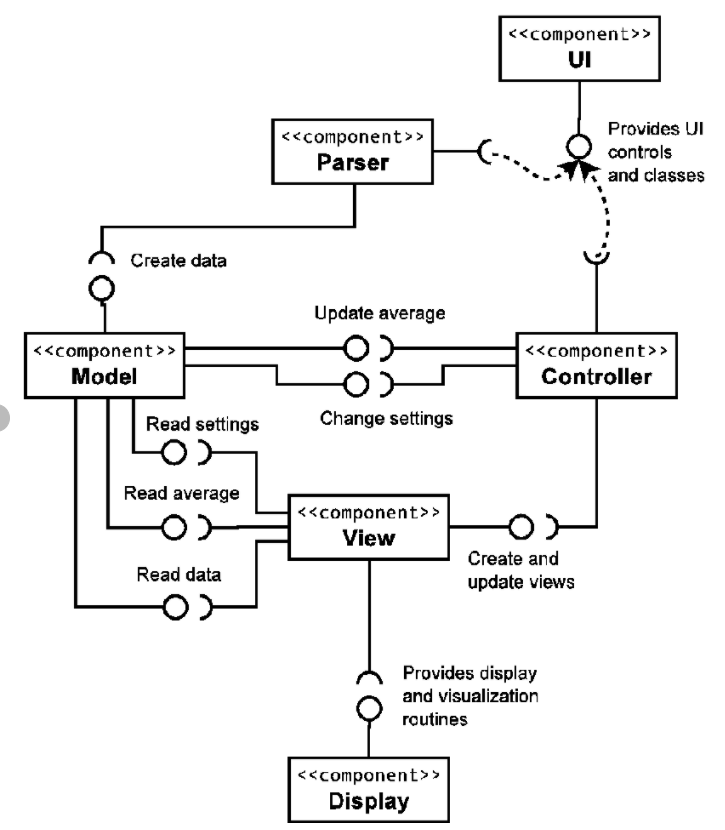 <<component>>
UI
Provides UI
controls
and classes
<<component>>
Parser
Create data
Update average
<<component>>
Model
<<component>>
Controller
Change settings
Read settings
Read average
<<component>>
View
Create and
update views
Read data
Provides display
and visualization
routines
<<component>>
Display